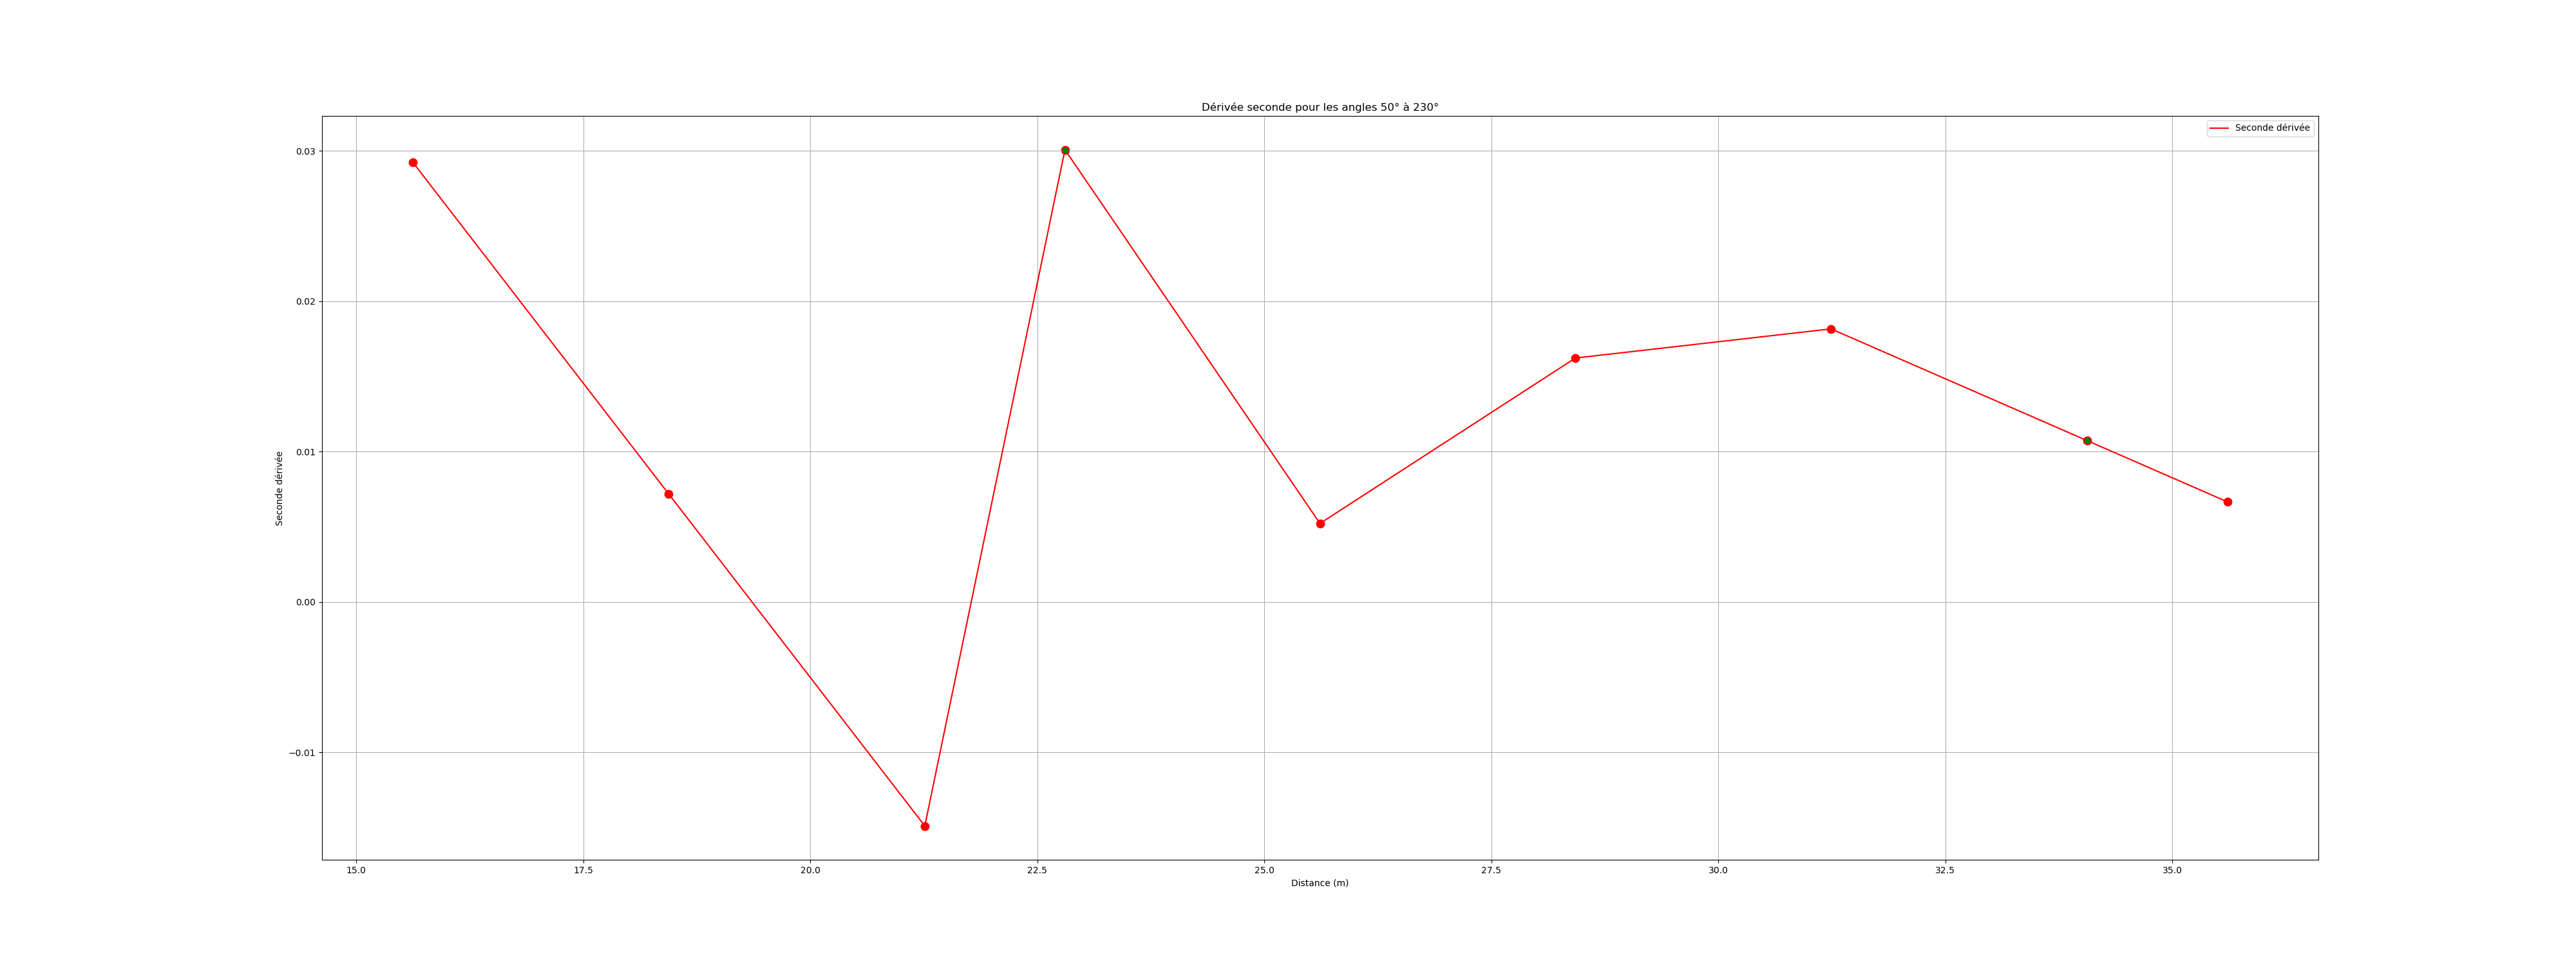 Dérivée seconde pour les angles 50° à 230°
Seconde dérivée
0.03
0.02
0.01
0.00
−0.01
Seconde dérivée
15.0 17.5 20.0 22.5 25.0 27.5 30.0 32.5 35.0
Distance (m)